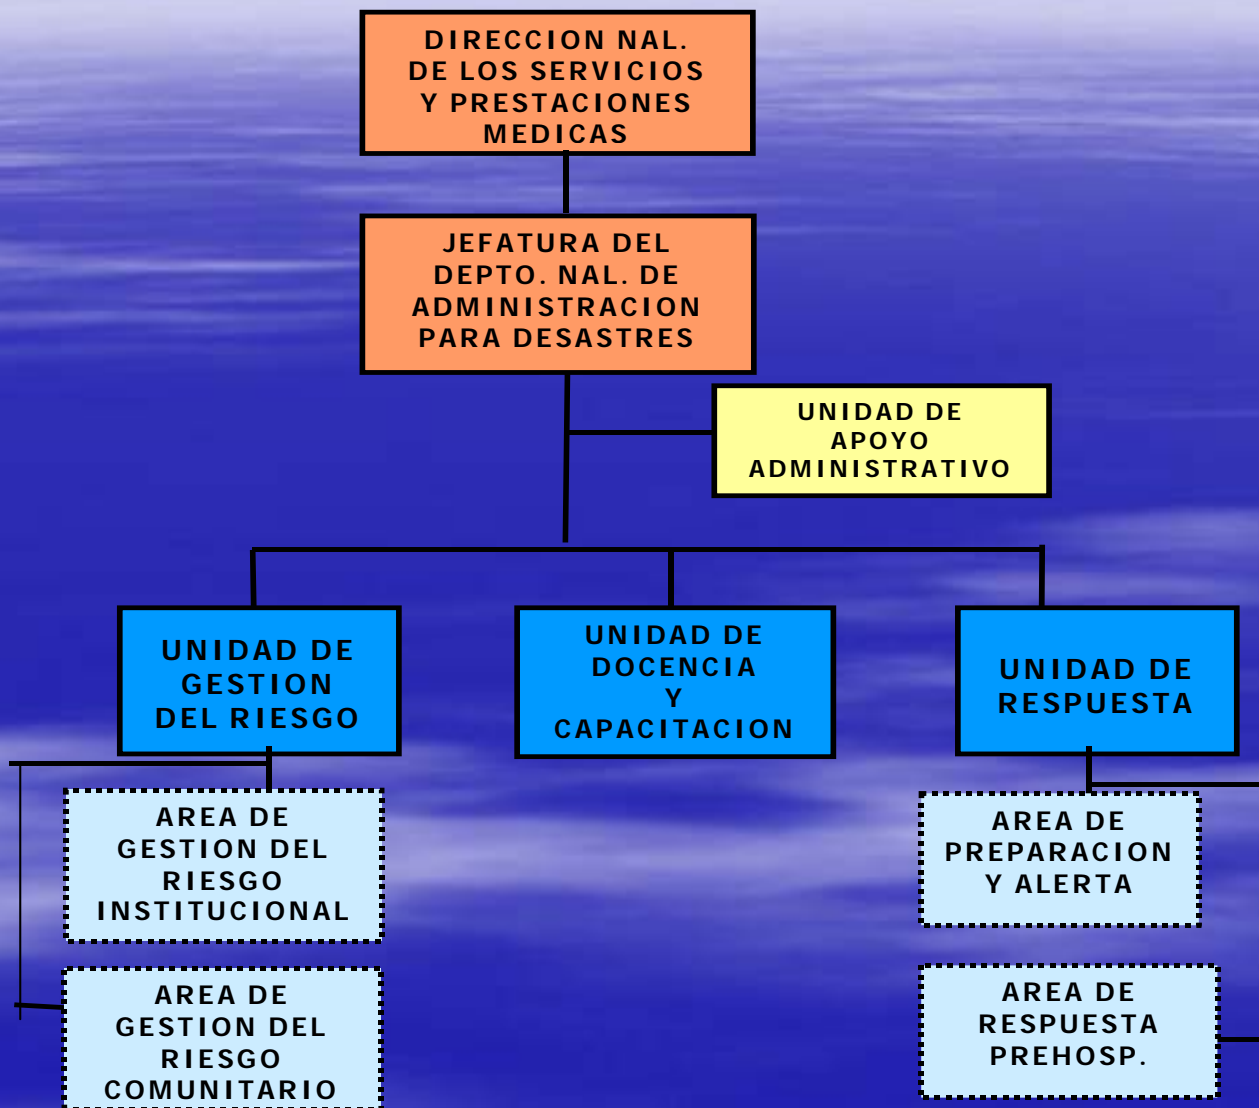 DIRECCION NAL.
DE LOS SERVICIOS
Y PRESTACIONES
MEDICAS
JEFATURA DEL
DEPTO. NAL. DE
ADMINISTRACION
PARA DESASTRES
UNIDAD DE
APOYO
ADMINISTRATIVO
UNIDAD DE
GESTION
DEL RIESGO
UNIDAD DE
DOCENCIA
Y
CAPACITACION
UNIDAD DE
RESPUESTA
AREA DE
GESTION DEL
RIESGO
INSTITUCIONAL
AREA DE
PREPARACION
Y ALERTA
AREA DE
GESTION DEL
RIESGO
COMUNITARIO
AREA DE
RESPUESTA
PREHOSP.